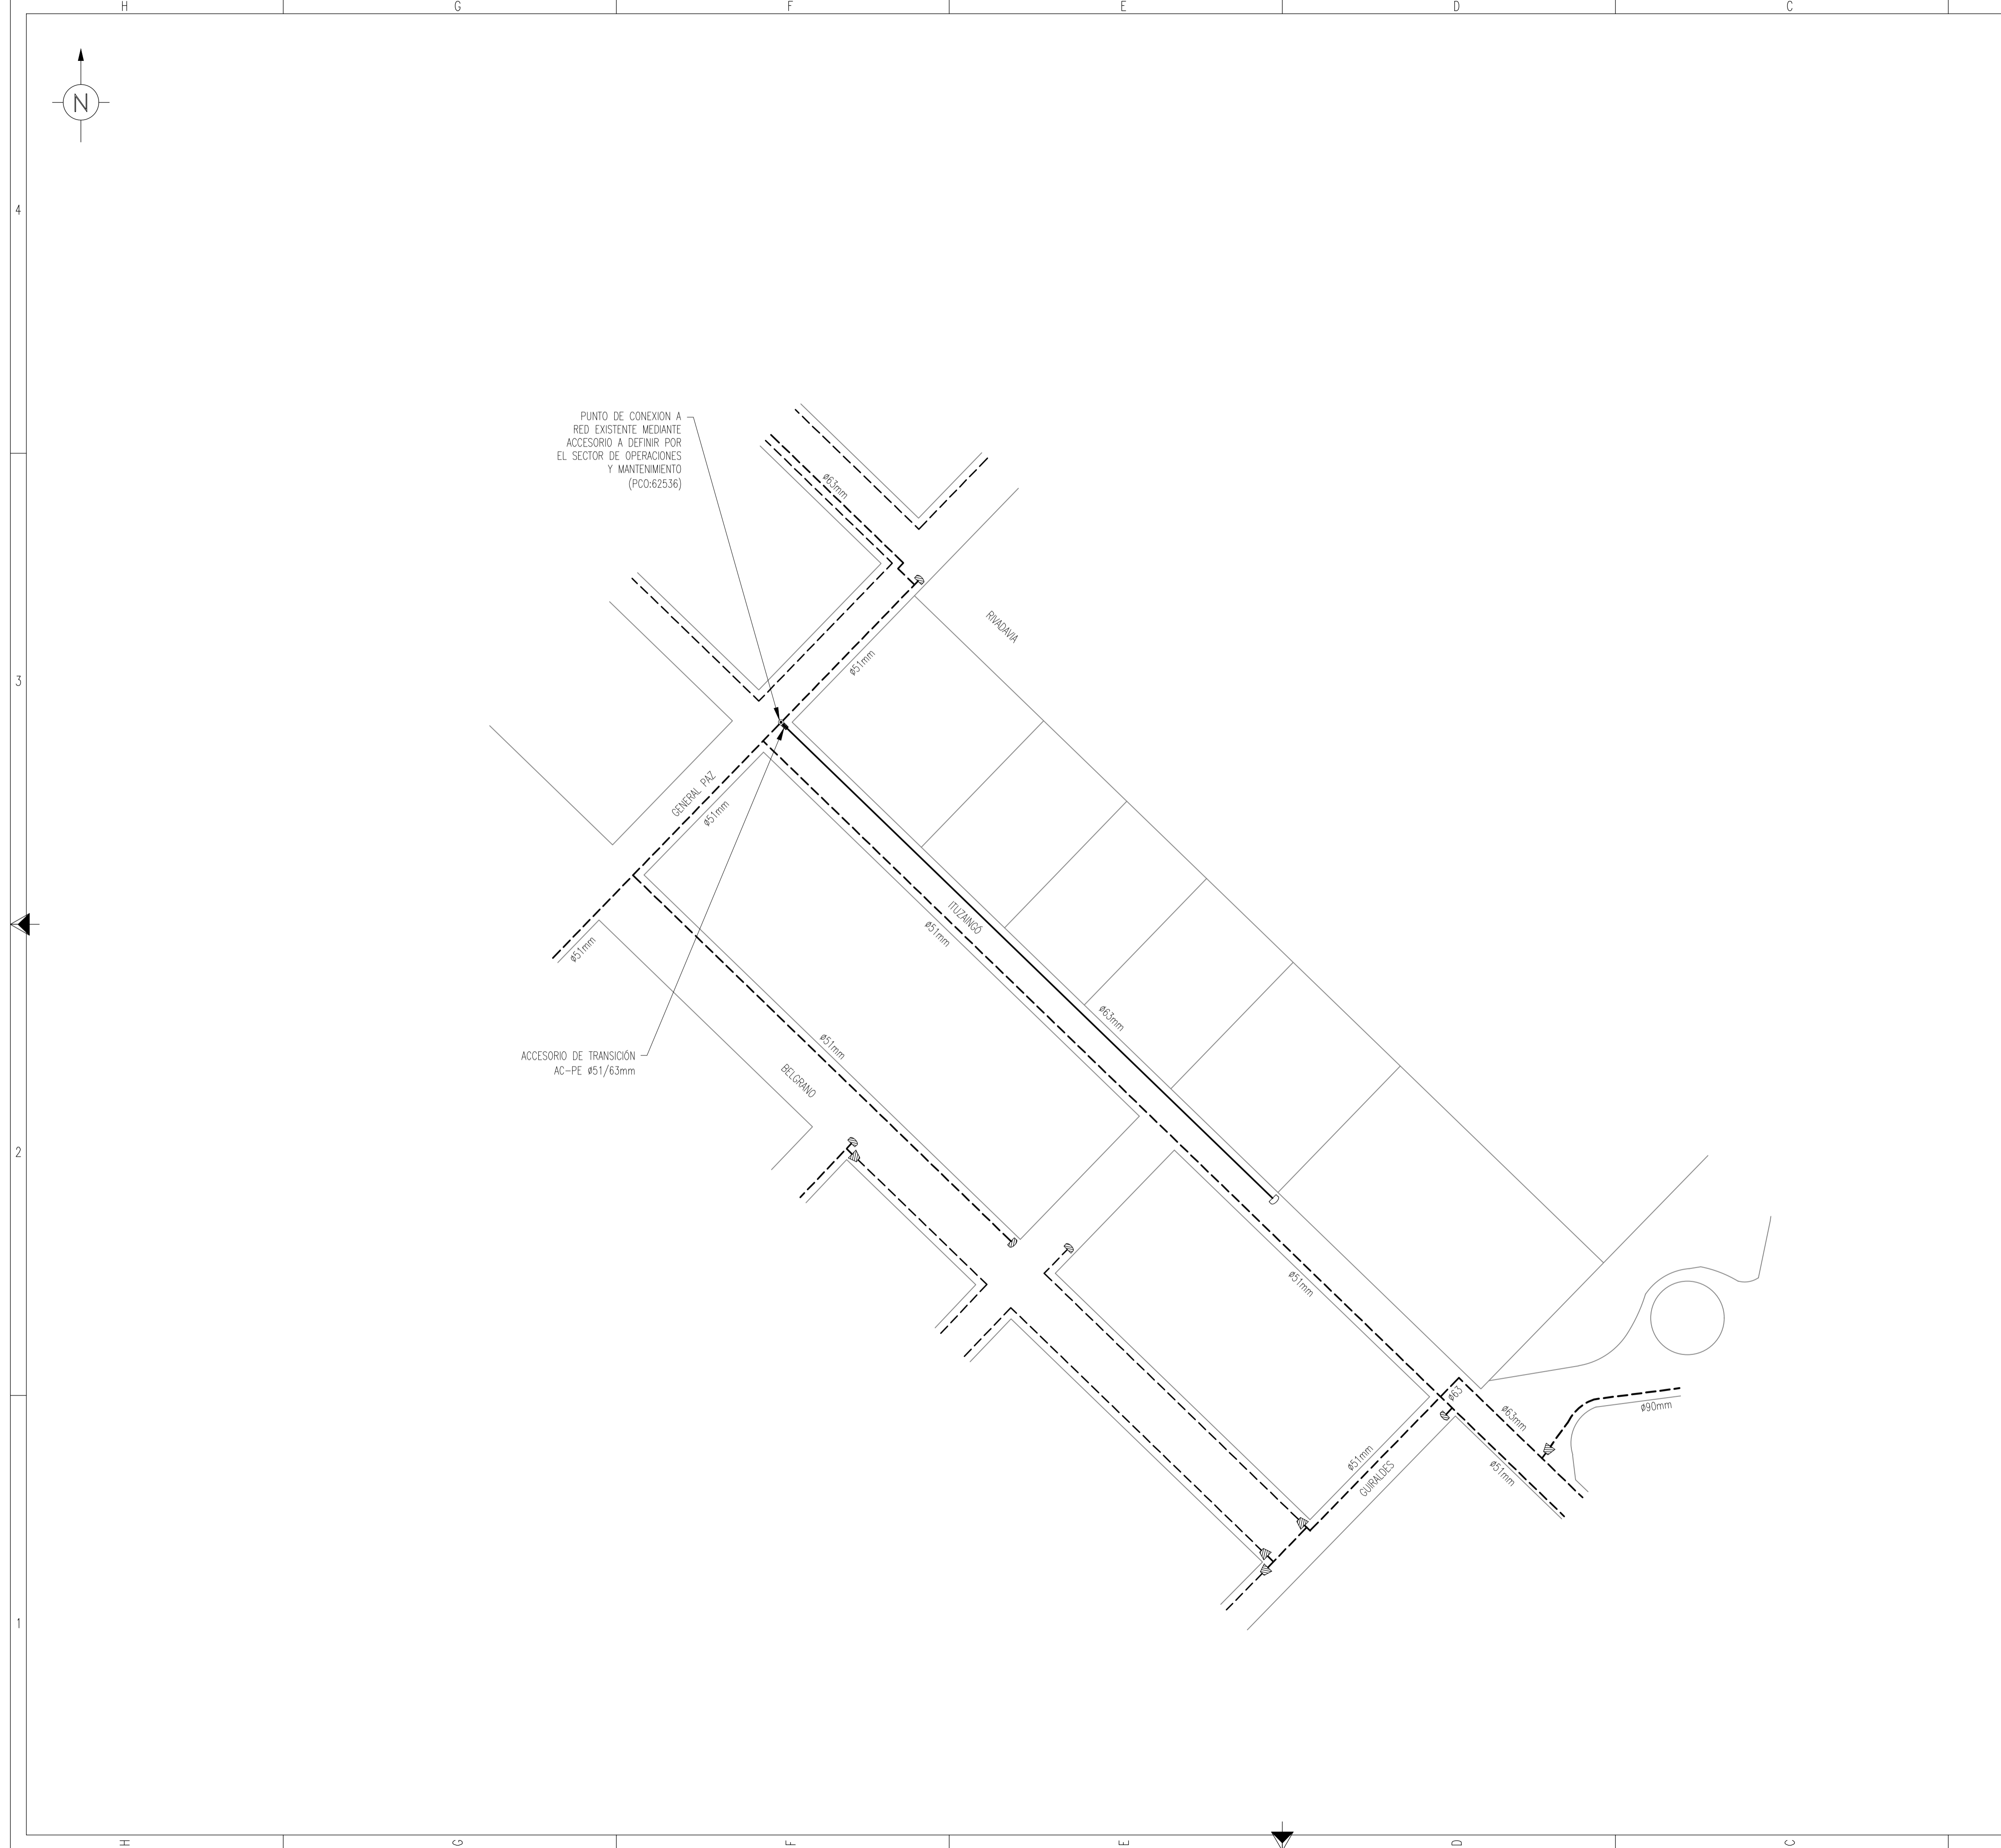 H
G
F
E
D
C
N
4
3
2
1
PUNTO DE CONEXION A
RED EXISTENTE MEDIANTE
ACCESORIO A DEFINIR POR
EL SECTOR DE OPERACIONES
Y MANTENIMIENTO
(PCO:62536)
ø63mm
RIVADAVIA
ø51mm
GENERAL PAZ
ø51mm
ITUZAINGÓ
ø51mm
ø51mm
ø63mm
ø51mm
BELGRANO
ACCESORIO DE TRANSICIÓN
AC-PE ø51/63mm
ø51mm
ø63
ø63mm
ø90mm
ø51mm
GUIRALDES
ø51mm
H
G
F
E
D
C